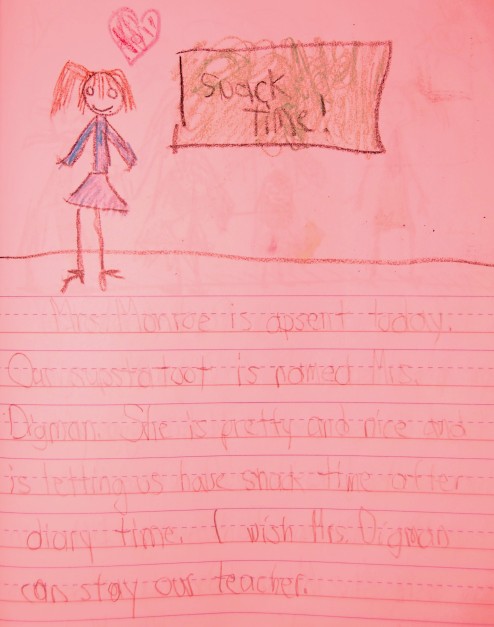 Snack
Time!
Mrs. Monroe is apsent today.
Our supstatoot is named Mrs.
Digman. She is pretty and nice and
is letting us have snack time after
diary time. I wish Mrs. Digman
can stay our teacher.